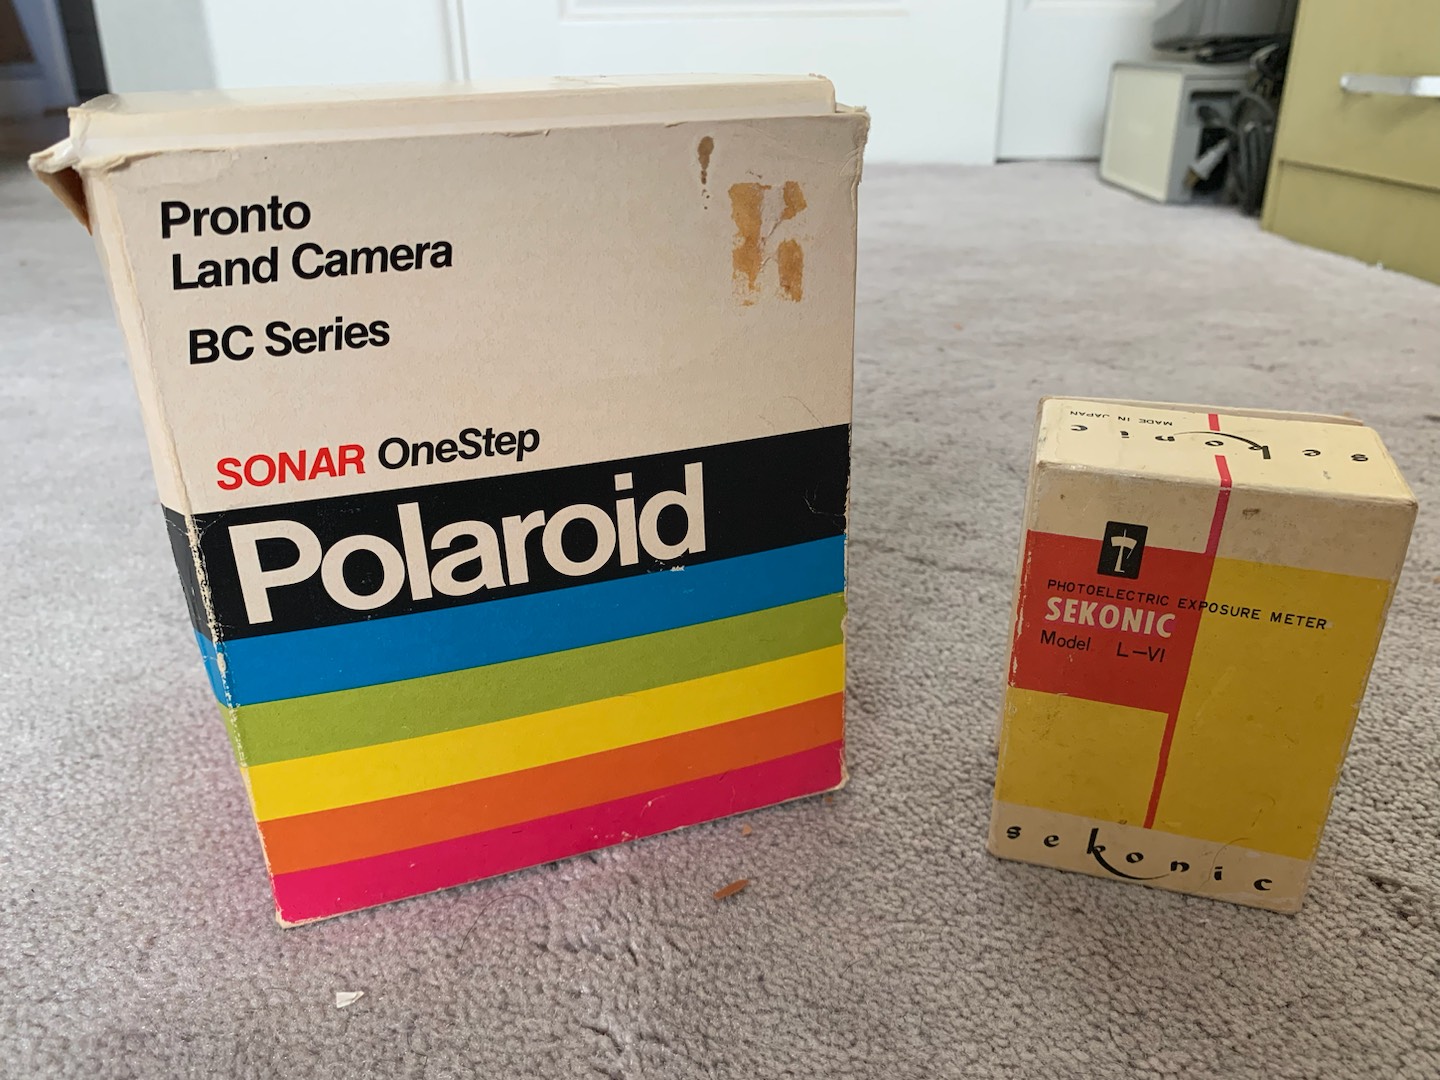 Pronto
Land Camera
BC Series
SONAR OneStep
Polaroid
MADE IN JAPAN
sekonic
PHOTOELECTRIC EXPOSURE METER
SEKONIC
Model L-VI
sekonic